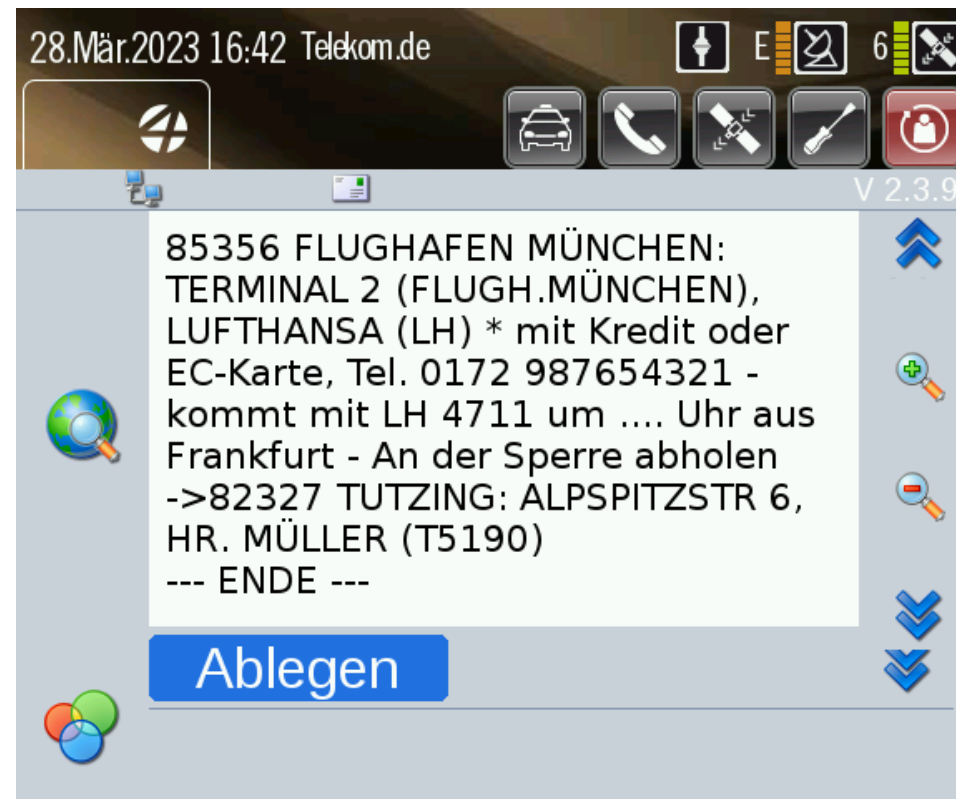 28.Mär.2023 16:42 Telekom.de
E
6
V 2.3.9
85356 FLUGHAFEN MÜNCHEN:
TERMINAL 2 (FLUGH.MÜNCHEN),
LUFTHANSA (LH) * mit Kredit oder
EC-Karte, Tel. 0172 987654321 -
kommt mit LH 4711 um .... Uhr aus
Frankfurt - An der Sperre abholen
->82327 TUTZING: ALPSPITZSTR 6,
HR. MÜLLER (T5190)
--- ENDE ---
Ablegen